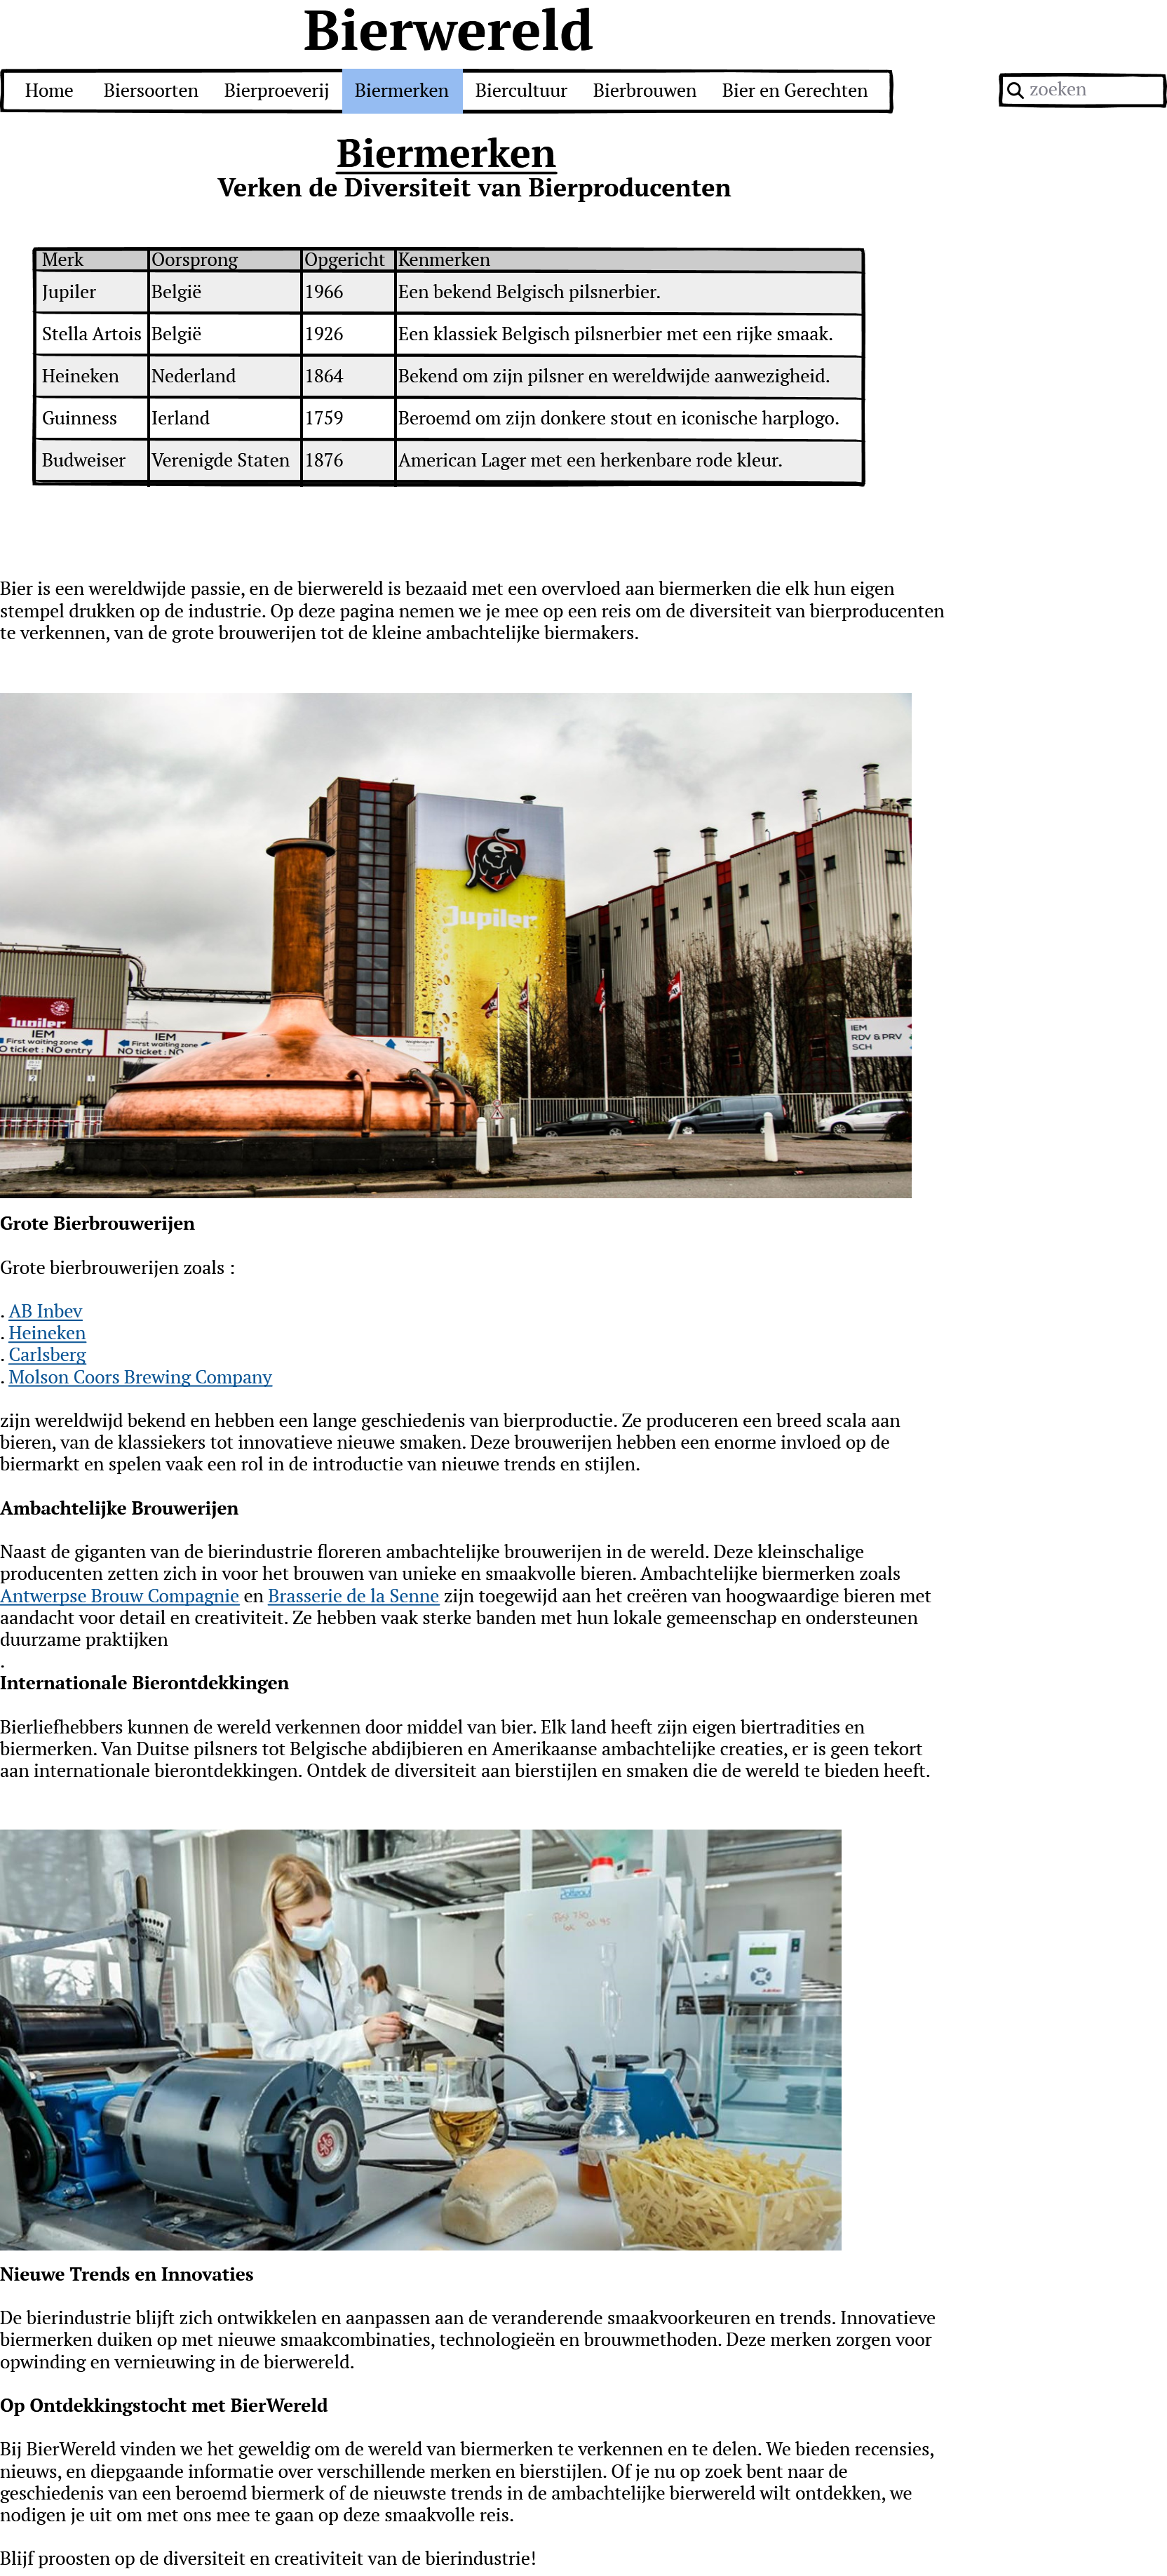 Bierwereld
Home Biersoorten Bierproeverij Biermerken Biercultuur Bierbrouwen Bier en Gerechten
zoeken
Biermerken
Verken de Diversiteit van Bierproducenten
Merk Oorsprong Opgericht Kenmerken
Jupiler België 1966 Een bekend Belgisch pilsnerbier.
Stella Artois België 1926 Een klassiek Belgisch pilsnerbier met een rijke smaak.
Heineken Nederland 1864 Bekend om zijn pilsner en wereldwijde aanwezigheid.
Guinness Ierland 1759 Beroemd om zijn donkere stout en iconische harplogo.
Budweiser Verenigde Staten 1876 American Lager met een herkenbare rode kleur.
Bier is een wereldwijde passie, en de bierwereld is bezaaid met een overvloed aan biermerken die elk hun eigen
stempel drukken op de industrie. Op deze pagina nemen we je mee op een reis om de diversiteit van bierproducenten
te verkennen, van de grote brouwerijen tot de kleine ambachtelijke biermakers.
Jupiler
Jupiler
IEM
First waiting zone
NO ticket : NO entry
IEM
First waiting zone
NO ticket : NO
IEM
RDV & PRV
SCH
2
1
Grote Bierbrouwerijen
Grote bierbrouwerijen zoals :
. AB Inbev
. Heineken
. Carlsberg
. Molson Coors Brewing Company
zijn wereldwijd bekend en hebben een lange geschiedenis van bierproductie. Ze produceren een breed scala aan
bieren, van de klassiekers tot innovatieve nieuwe smaken. Deze brouwerijen hebben een enorme invloed op de
biermarkt en spelen vaak een rol in de introductie van nieuwe trends en stijlen.
Ambachtelijke Brouwerijen
Naast de giganten van de bierindustrie floreren ambachtelijke brouwerijen in de wereld. Deze kleinschalige
producenten zetten zich in voor het brouwen van unieke en smaakvolle bieren. Ambachtelijke biermerken zoals
Antwerpse Brouw Compagnie en Brasserie de la Senne zijn toegewijd aan het creëren van hoogwaardige bieren met
aandacht voor detail en creativiteit. Ze hebben vaak sterke banden met hun lokale gemeenschap en ondersteunen
duurzame praktijken
.
Internationale Bierontdekkingen
Bierliefhebbers kunnen de wereld verkennen door middel van bier. Elk land heeft zijn eigen biertradities en
biermerken. Van Duitse pilsners tot Belgische abdijbieren en Amerikaanse ambachtelijke creaties, er is geen tekort
aan internationale bierontdekkingen. Ontdek de diversiteit aan bierstijlen en smaken die de wereld te bieden heeft.
Nieuwe Trends en Innovaties
De bierindustrie blijft zich ontwikkelen en aanpassen aan de veranderende smaakvoorkeuren en trends. Innovatieve
biermerken duiken op met nieuwe smaakcombinaties, technologieën en brouwmethoden. Deze merken zorgen voor
opwinding en vernieuwing in de bierwereld.
Op Ontdekkingstocht met BierWereld
Bij BierWereld vinden we het geweldig om de wereld van biermerken te verkennen en te delen. We bieden recensies,
nieuws, en diepgaande informatie over verschillende merken en bierstijlen. Of je nu op zoek bent naar de
geschiedenis van een beroemd biermerk of de nieuwste trends in de ambachtelijke bierwereld wilt ontdekken, we
nodigen je uit om met ons mee te gaan op deze smaakvolle reis.
Blijf proosten op de diversiteit en creativiteit van de bierindustrie!